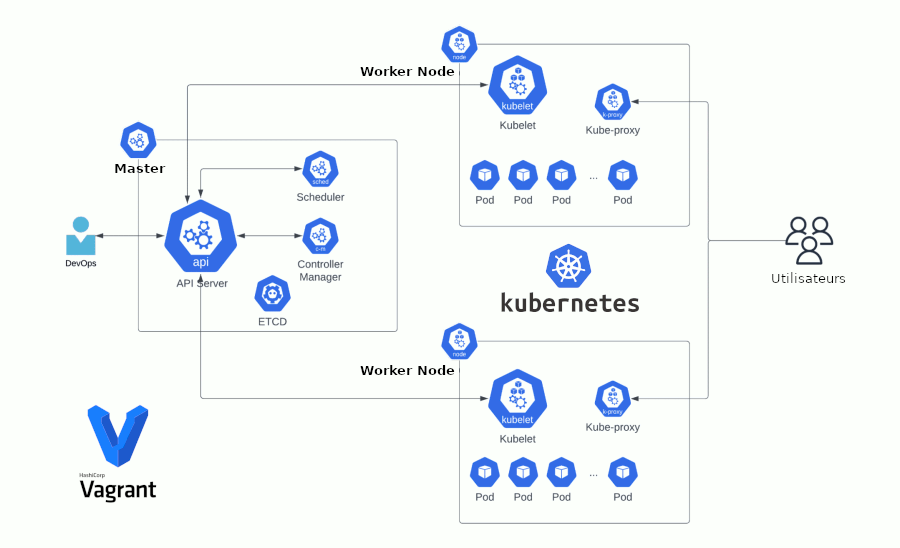 node
Worker Node
kubelet
Kubelet
k-proxy
Kube-proxy
Pod
Pod
Pod
...
Pod
Master
sched
Scheduler
api
API Server
c-m
Controller
Manager
ETCD
DevOps
kubernetes
Utilisateurs
node
Worker Node
kubelet
Kubelet
k-proxy
Kube-proxy
Pod
Pod
Pod
...
Pod
HashiCorp
Vagrant